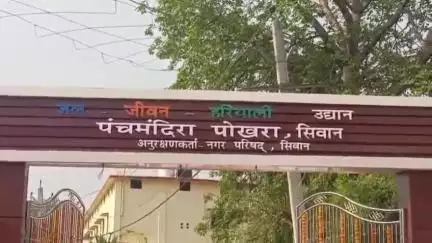 जल जीवन - हरियाली उद्यान
पंचमंदिरा पोखरा, सिवान
अनुरक्षणकर्ता- नगर परिषद्, सिवान